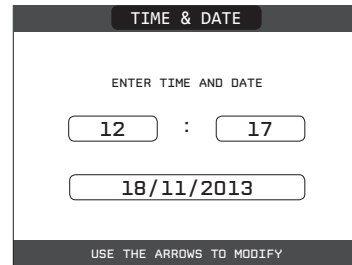 TIME & DATE
ENTER TIME AND DATE
12 : 17
18/11/2013
USE THE ARROWS TO MODIFY